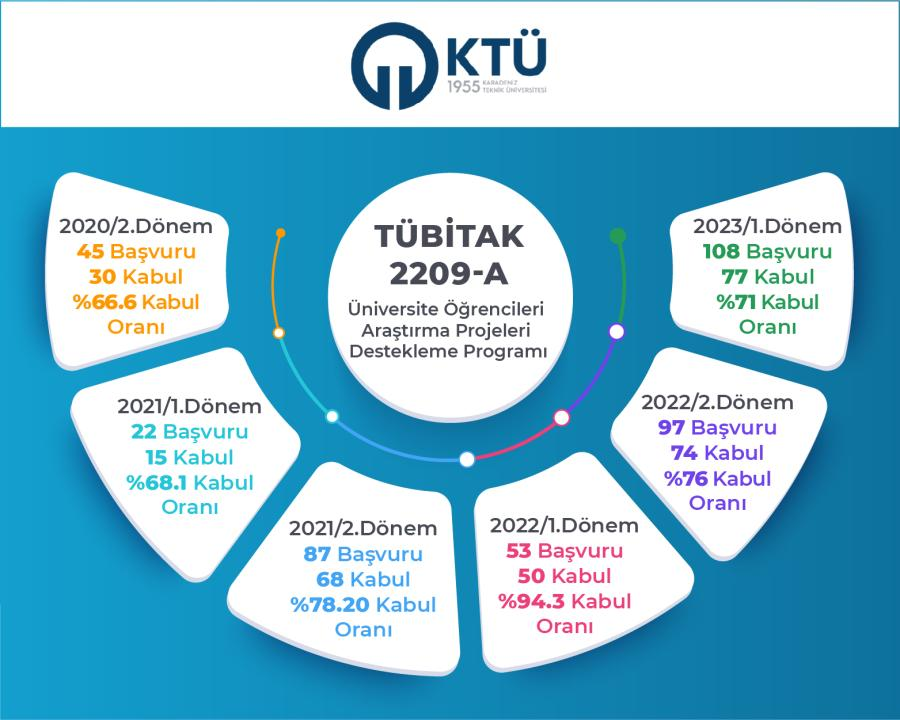 KTÜ
1955 KARADENİZ
TEKNİK ÜNİVERSİTESİ
TÜBİTAK
2209-A
Üniversite Öğrencileri
Araştırma Projeleri
Destekleme Programı
2020/2.Dönem
45 Başvuru
30 Kabul
%66.6 Kabul
Oranı
2021/1.Dönem
22 Başvuru
15 Kabul
%68.1 Kabul
Oranı
2021/2.Dönem
87 Başvuru
68 Kabul
%78.20 Kabul
Oranı
2022/1.Dönem
53 Başvuru
50 Kabul
%94.3 Kabul
Oranı
2022/2.Dönem
97 Başvuru
74 Kabul
%76 Kabul
Oranı
2023/1.Dönem
108 Başvuru
77 Kabul
%71 Kabul
Oranı